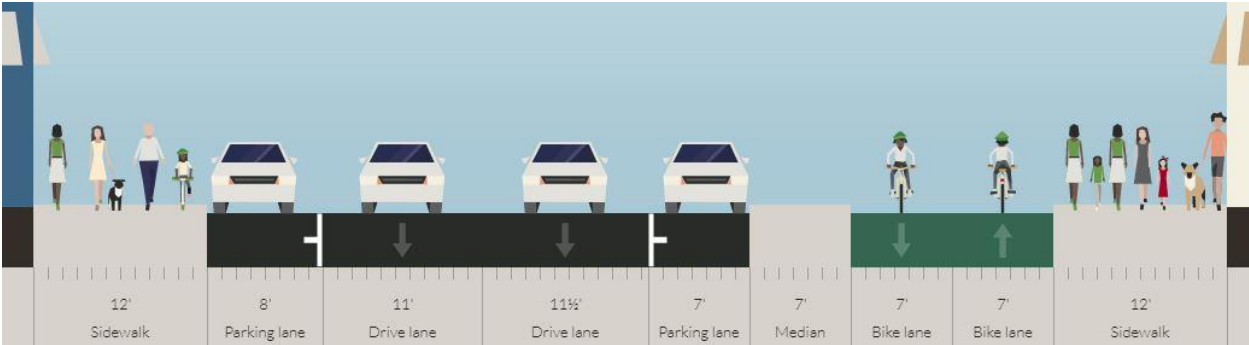 12' 8' 11' 11½' 7' 7' 7' 7' 12'
Sidewalk Parking lane Drive lane Drive lane Parking lane Median Bike lane Bike lane Sidewalk